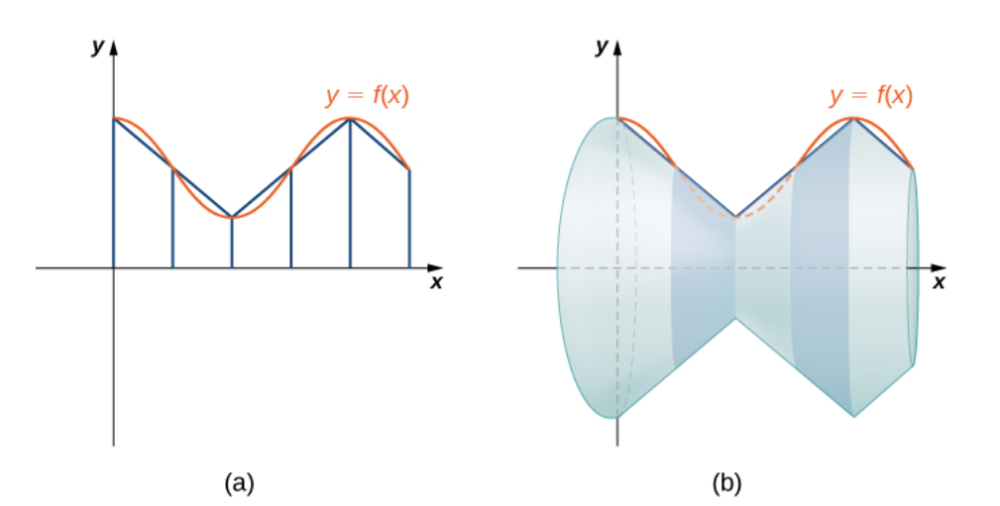 y
y = f(x)
x
(a)
y
y = f(x)
x
(b)